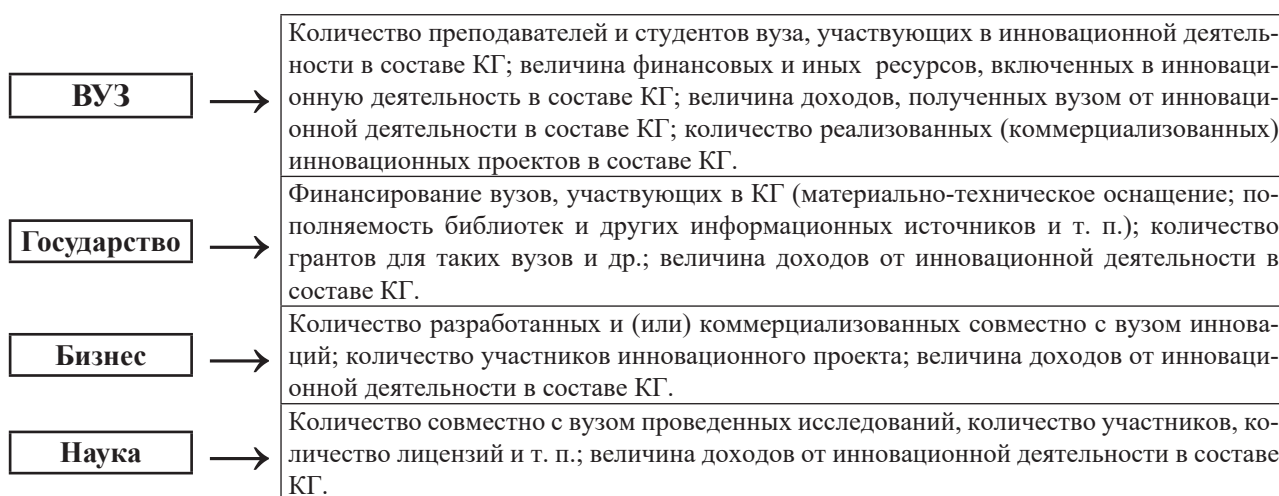 ВУЗ
Количество преподавателей и студентов вуза, участвующих в инновационной деятель-
ности в составе КГ; величина финансовых и иных ресурсов, включенных в инноваци-
онную деятельность в составе КГ; величина доходов, полученных вузом от инноваци-
онной деятельности в составе КГ; количество реализованных (коммерциализованных)
инновационных проектов в составе КГ.
Государство
Финансирование вузов, участвующих в КГ (материально-техническое оснащение; по-
полняемость библиотек и других информационных источников и т. п.); количество
грантов для таких вузов и др.; величина доходов от инновационной деятельности в
составе КГ.
Бизнес
Количество разработанных и (или) коммерциализованных совместно с вузом иннова-
ций; количество участников инновационного проекта; величина доходов от инноваци-
онной деятельности в составе КГ.
Наука
Количество совместно с вузом проведенных исследований, количество участников, ко-
личество лицензий и т. п.; величина доходов от инновационной деятельности в составе
КГ.